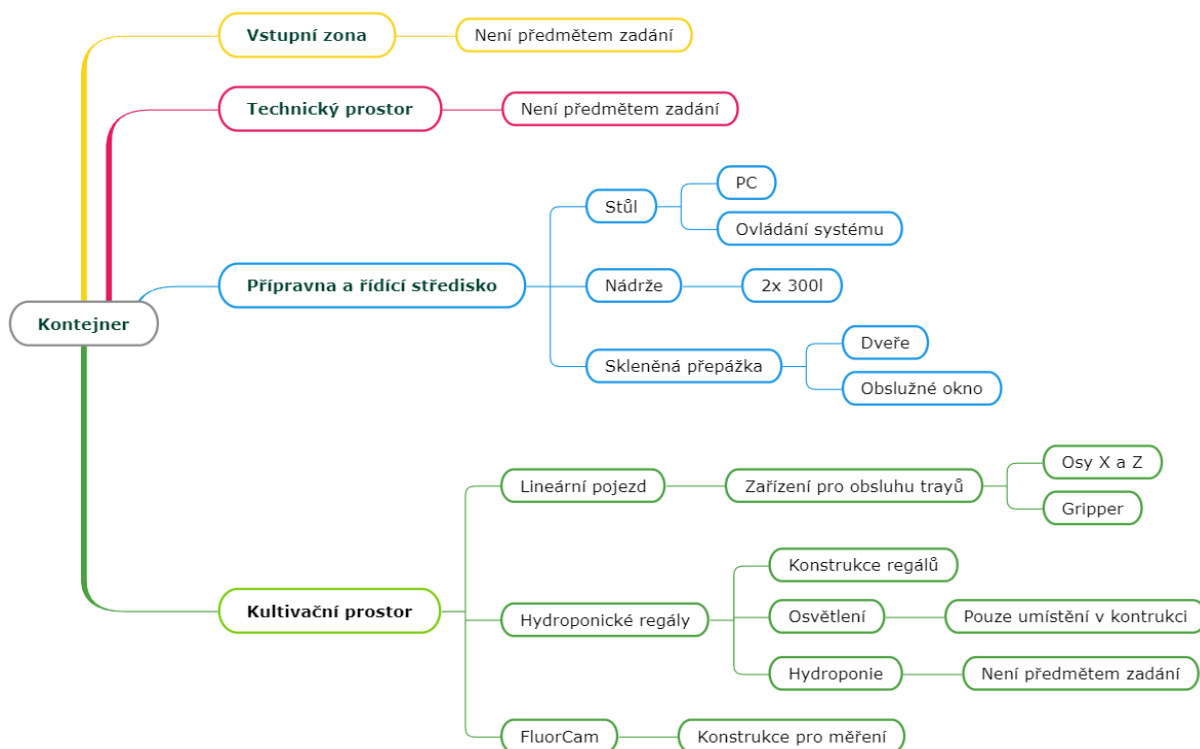 Vstupní zona
Není předmětem zadání
Technický prostor
Není předmětem zadání
Kontejner
Přípravna a řídící středisko
Stůl
PC
Ovládání systému
Nádrže
2x 300l
Skleněná přepážka
Dveře
Obslužné okno
Kultivační prostor
Lineární pojezd
Zařízení pro obsluhu trayů
Osy X a Z
Gripper
Hydroponické regály
Konstrukce regálů
Osvětlení
Pouze umístění v kontrukci
Hydroponie
Není předmětem zadání
FluorCam
Konstrukce pro měření